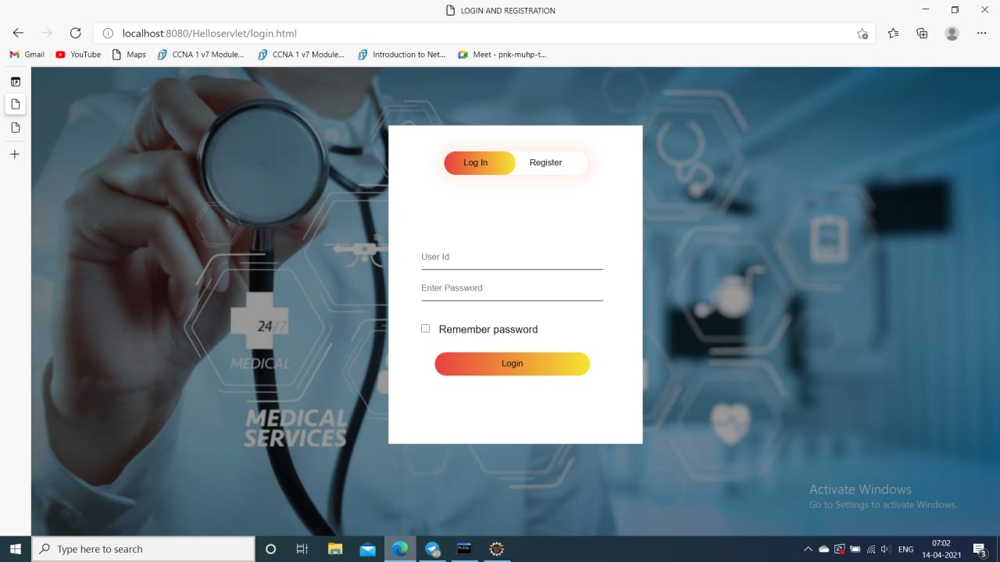 LOGIN AND REGISTRATION
localhost:8080/Helloservlet/login.html
Gmail YouTube Maps CCNA 1 v7 Module... CCNA 1 v7 Module... Introduction to Net... Meet - pnk-muhp-t...
Log In Register
User Id
Enter Password
24/7
Remember password
MEDICAL
Login
MEDICAL
SERVICES
Activate Windows
Go to Settings to activate Windows.
Type here to search
ENG
07:02
14-04-2021
3